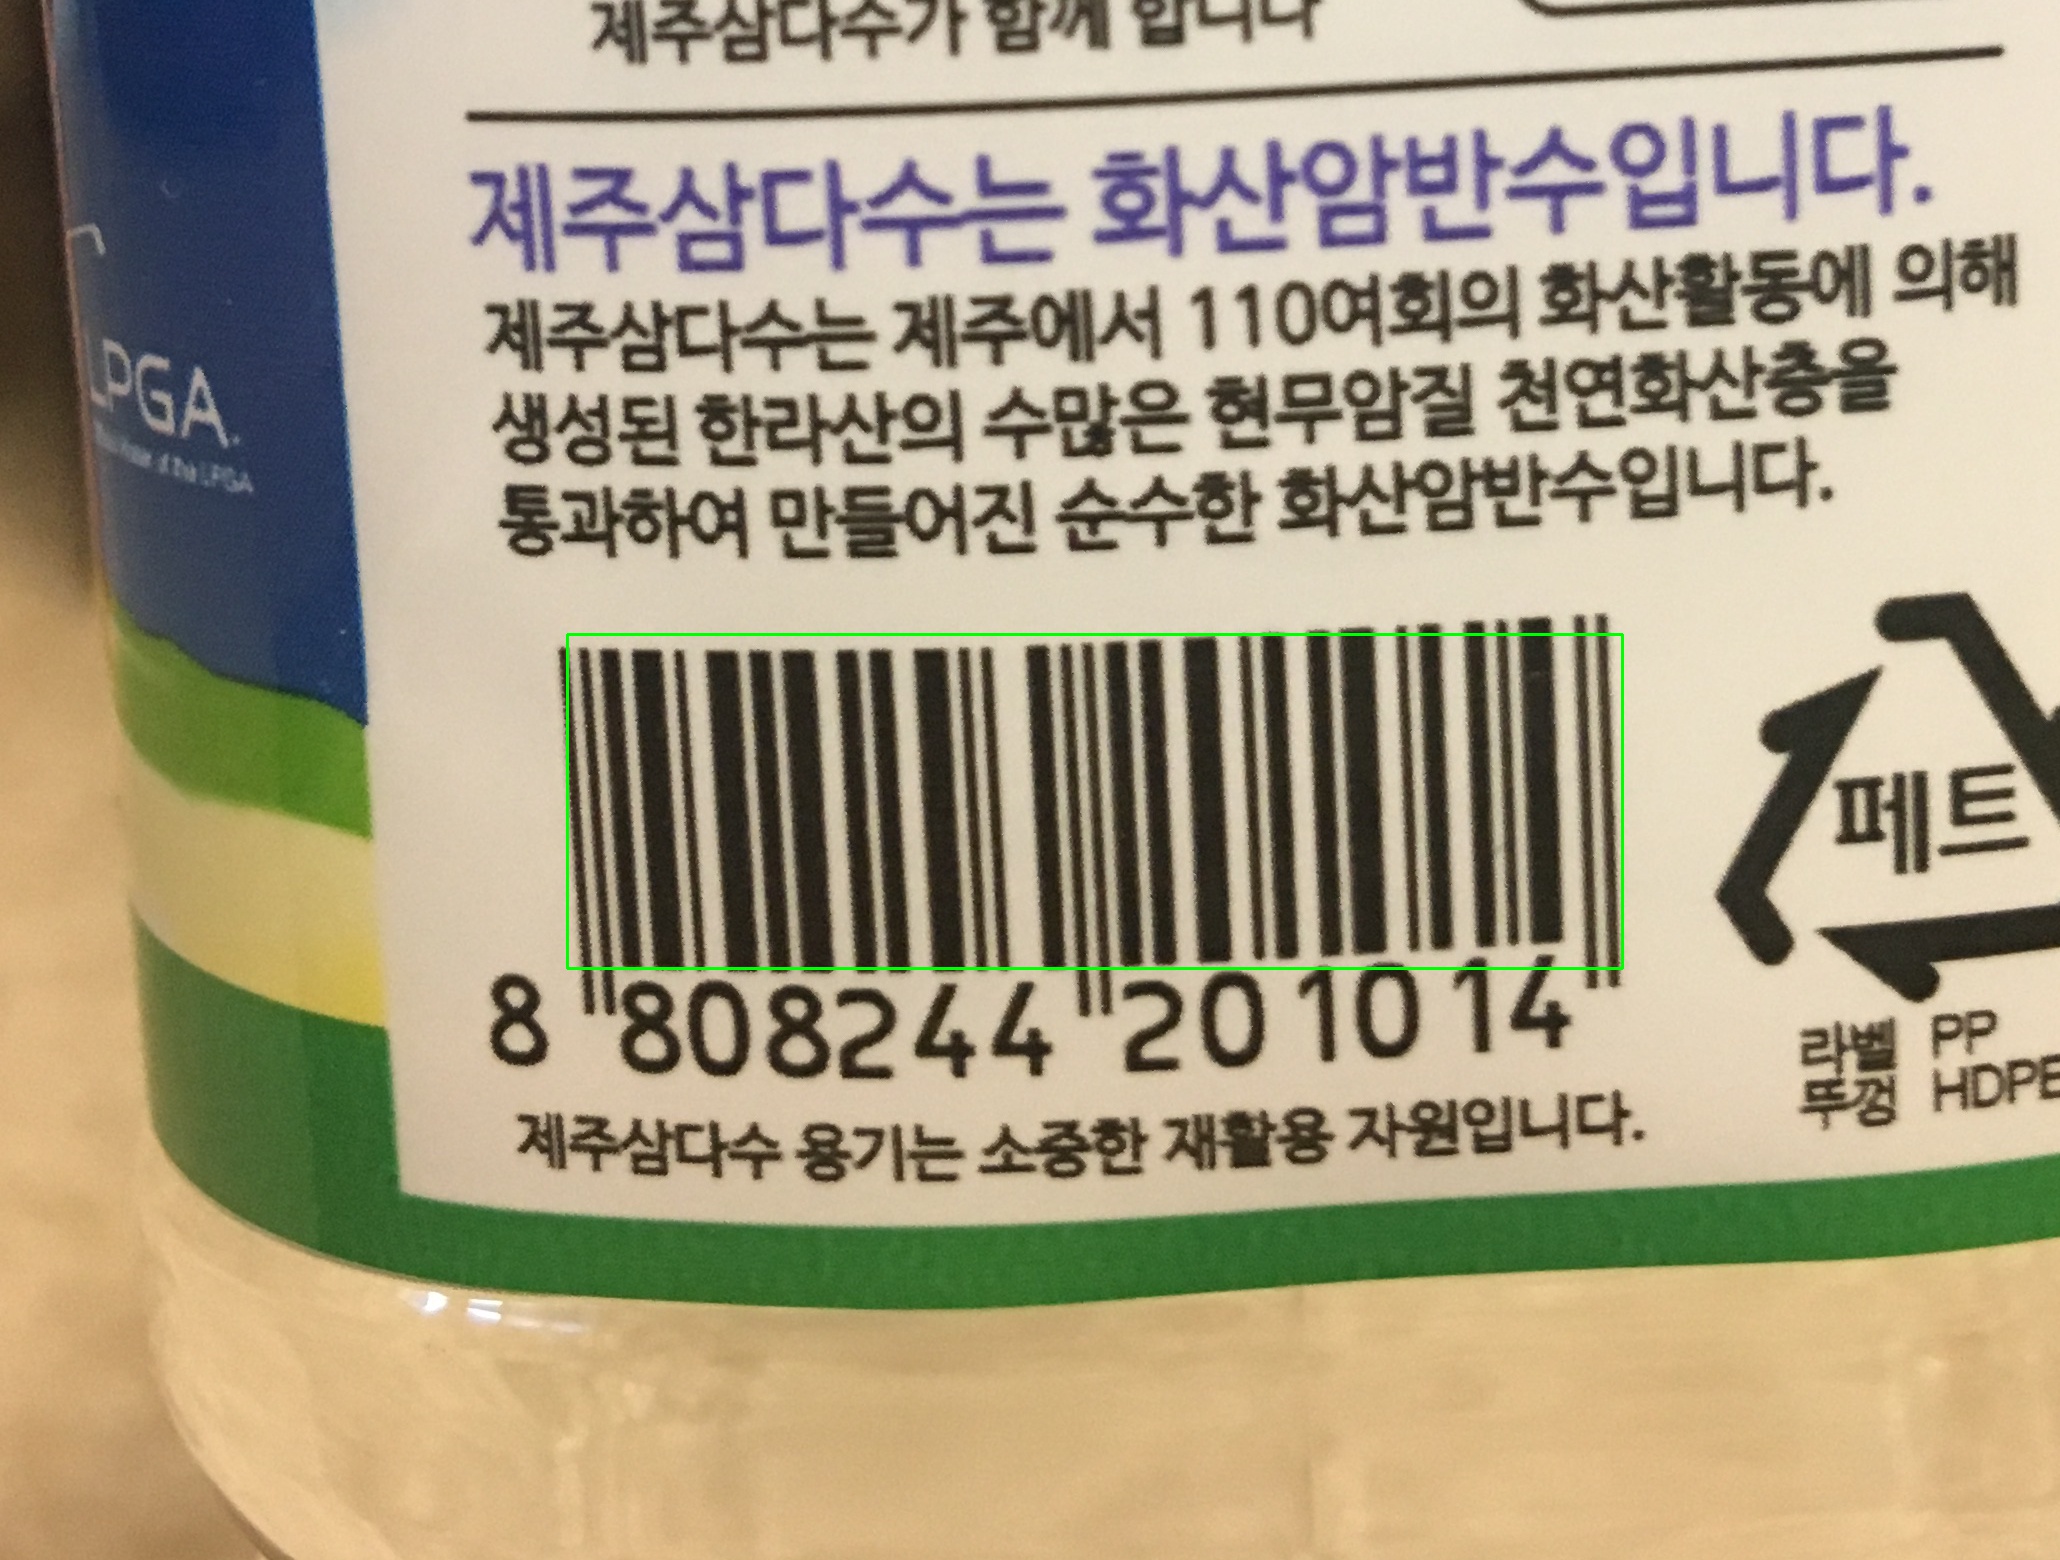 제주삼다수가 함께 합니다
제주삼다수는 화산암반수입니다.
제주삼다수는 제주에서 110여회의 화산활동에 의해
생성된 한라산의 수많은 현무암질 천연화산층을
통과하여 만들어진 순수한 화산암반수입니다.
LPGA
of the LPGA
페트
8 808244 201014
라벨 PP
뚜껑 HDPE
제주삼다수 용기는 소중한 재활용 자원입니다.